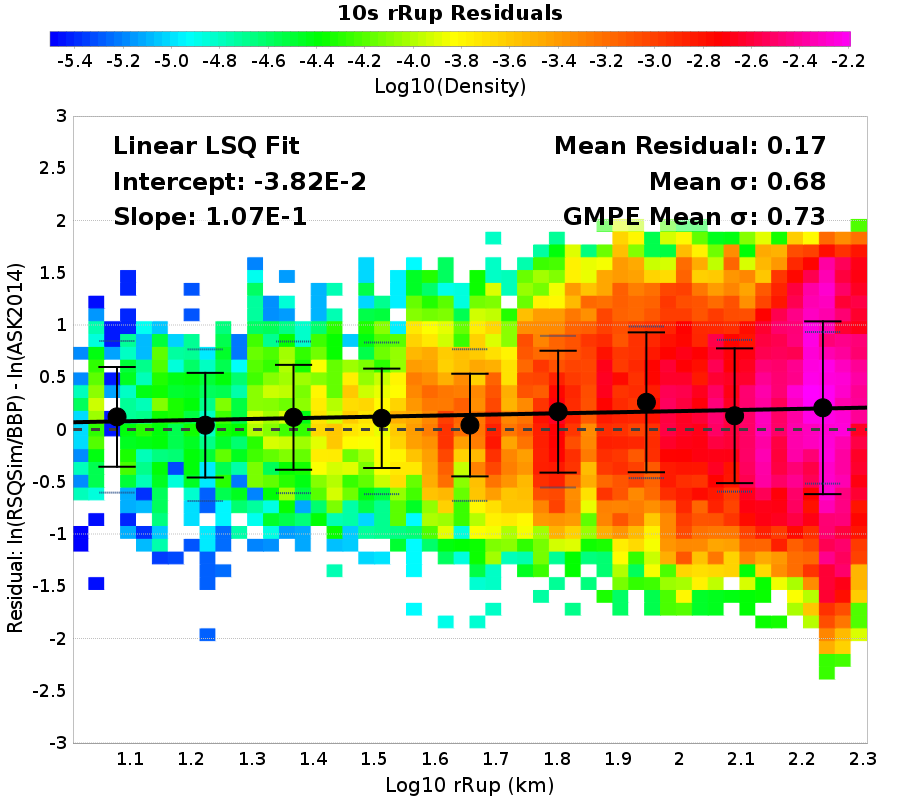 10s rRup Residuals
-5.4 -5.2 -5.0 -4.8 -4.6 -4.4 -4.2 -4.0 -3.8 -3.6 -3.4 -3.2 -3.0 -2.8 -2.6 -2.4 -2.2
Log10(Density)
Linear LSQ Fit
Intercept: -3.82E-2
Slope: 1.07E-1
Mean Residual: 0.17
Mean σ: 0.68
GMPE Mean σ: 0.73
Residual: ln(RSQSim/BBP) - ln(ASK2014)
3
2.5
2
1.5
1
0.5
0
-0.5
-1
-1.5
-2
-2.5
-3
1.1 1.2 1.3 1.4 1.5 1.6 1.7 1.8 1.9 2 2.1 2.2 2.3
Log10 rRup (km)